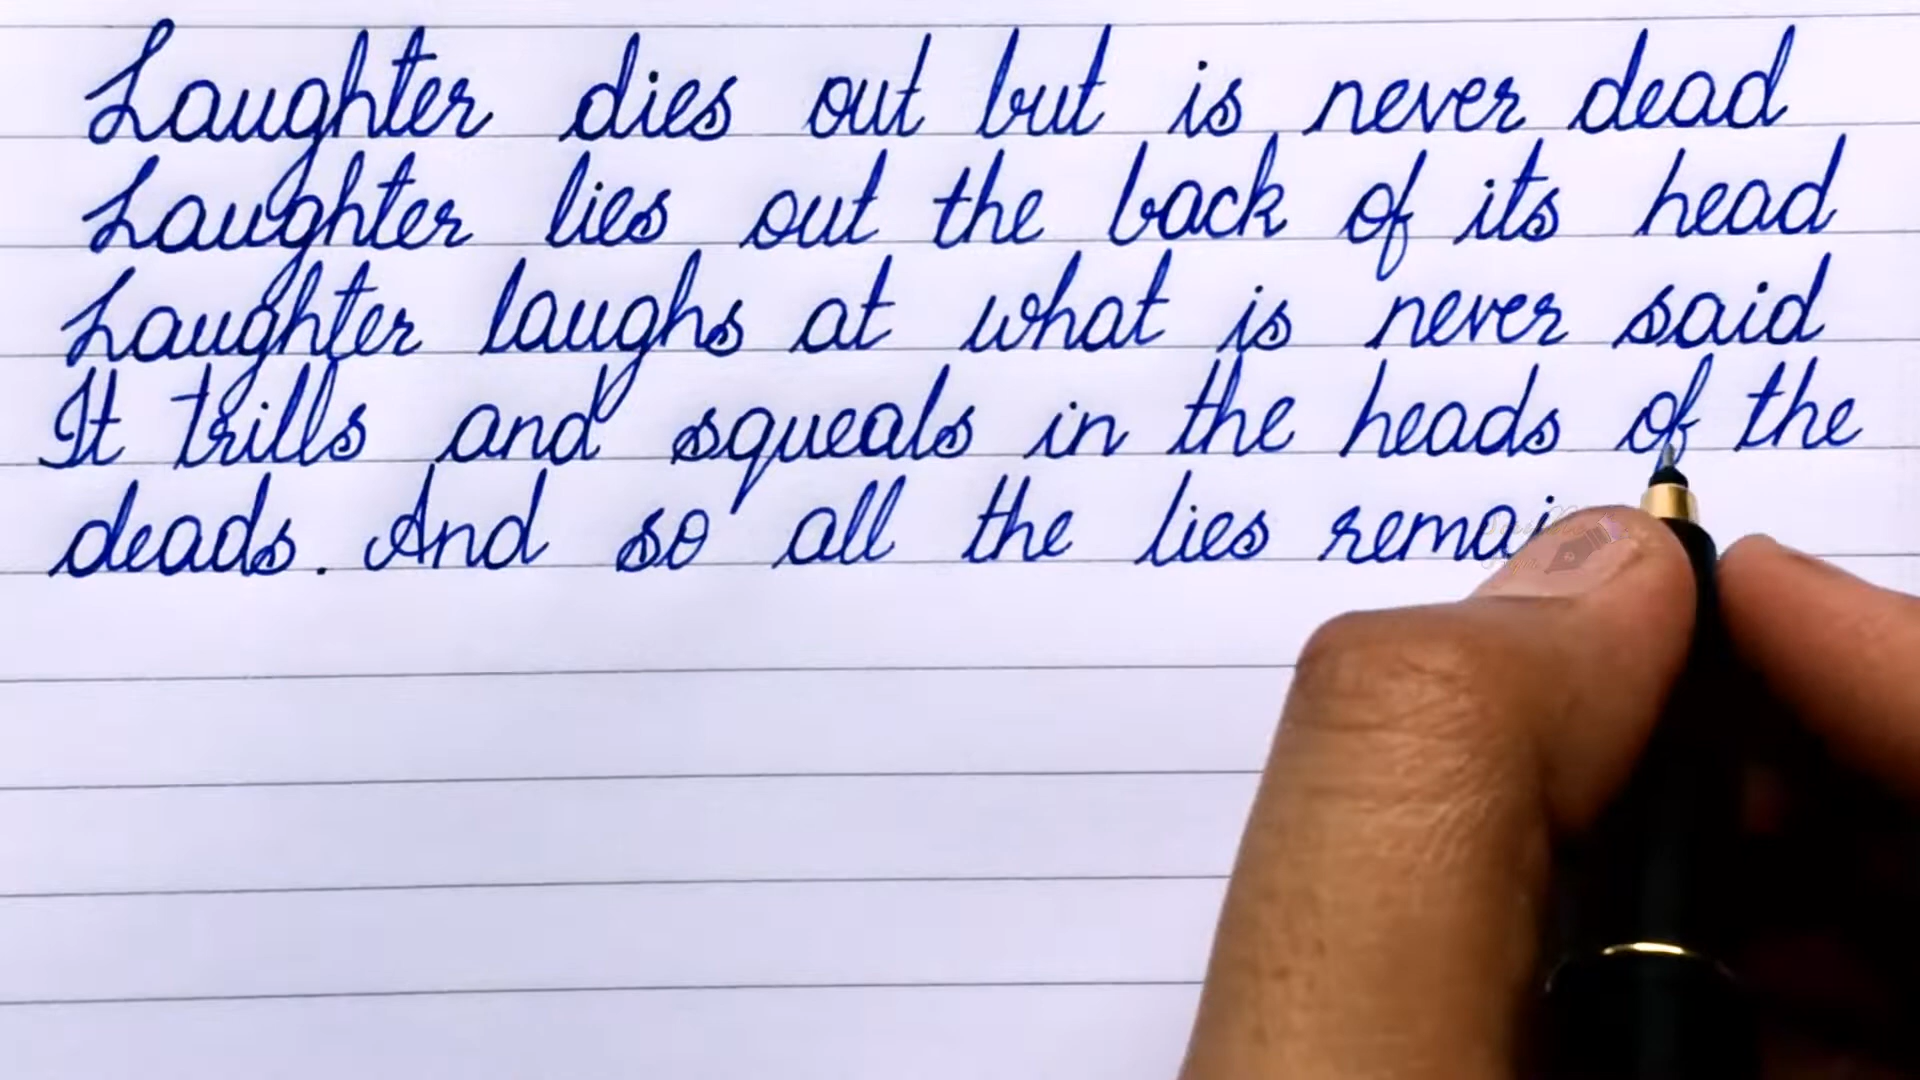 Laughter dies out but is never dead
Laughter lies out the back of its head
Laughter laughs at what is never said
It trills and squeals in the heads of the
deads. And so all the lies remai